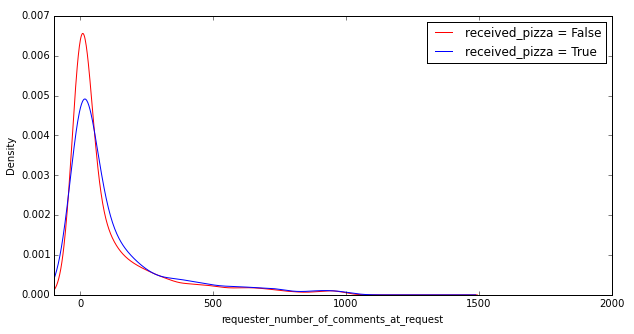 0.007
0.006
0.005
0.004
0.003
0.002
0.001
0.000
Density
received_pizza = False
received_pizza = True
0 500 1000 1500 2000
requester_number_of_comments_at_request